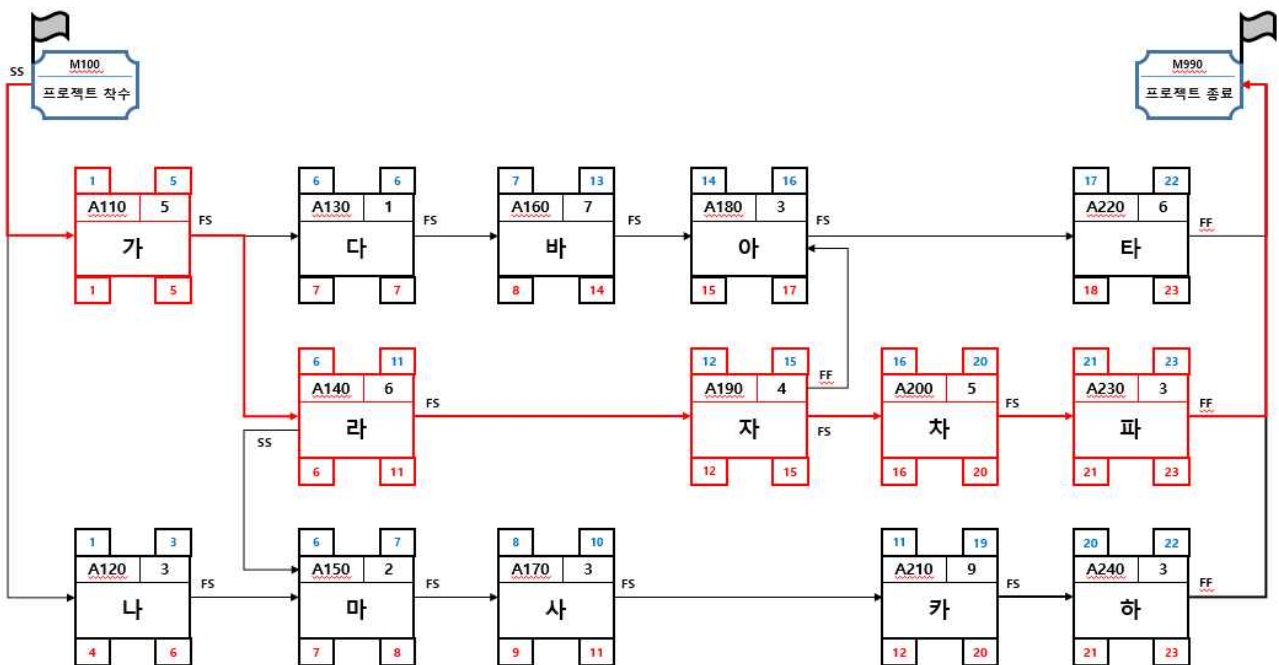 M100
SS
프로젝트 착수
M990
프로젝트 종료
1 5
A110 5
FS
가
1 5
6 6
A130 1
FS
다
7 7
7 13
A160 7
FS
바
8 14
14 16
A180 3
FS
아
15 17
17 22
A220 6
FF
타
18 23
6 11
A140 6
FS
라
SS
6 11
12 15
A190 4
FF
자
FS
12 15
16 20
A200 5
FS
차
16 20
21 23
A230 3
FF
파
21 23
1 3
A120 3
FS
나
4 6
6 7
A150 2
FS
마
7 8
8 10
A170 3
FS
사
9 11
11 19
A210 9
FS
카
12 20
20 22
A240 3
FF
하
21 23